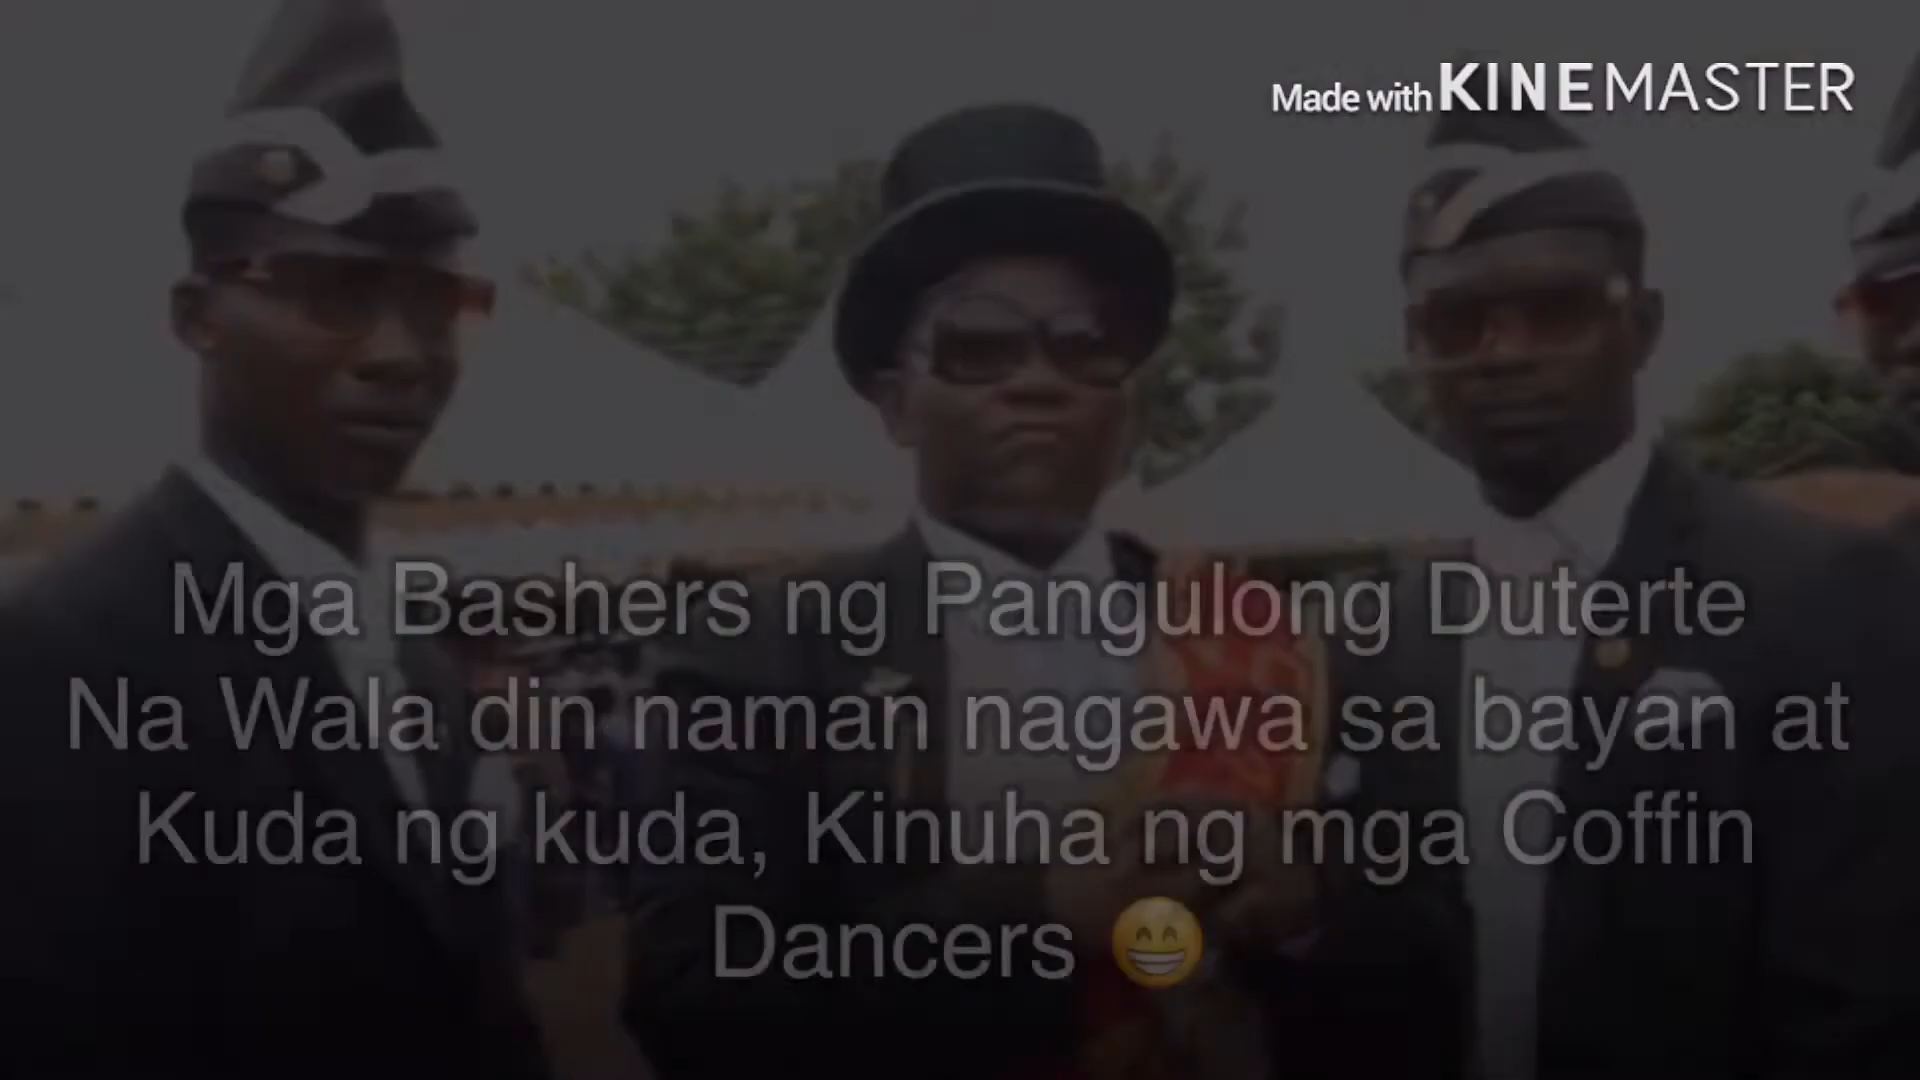 Made with KINEMASTER
Mga Bashers ng Pangulong Duterte
Na Wala din naman nagawa sa bayan at
Kuda ng kuda, Kinuha ng mga Coffin
Dancers 😁